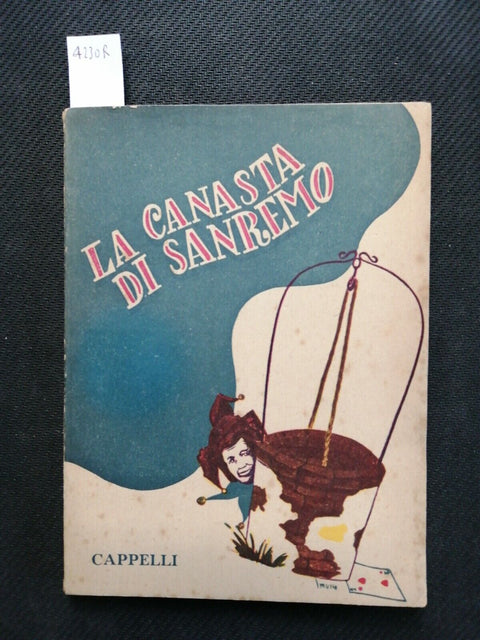 4230R
LA CANASTA
DI SANREMO
CAPPELLI